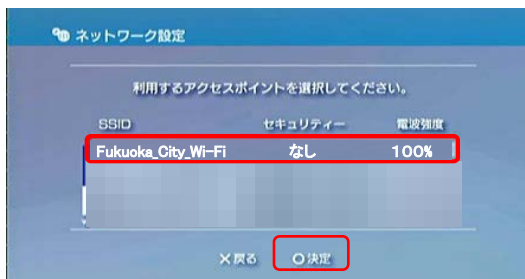 ネットワーク設定
利用するアクセスポイントを選択してください。
SSID セキュリティー 電波強度
Fukuoka_City_Wi-Fi なし 100%
×戻る ○決定